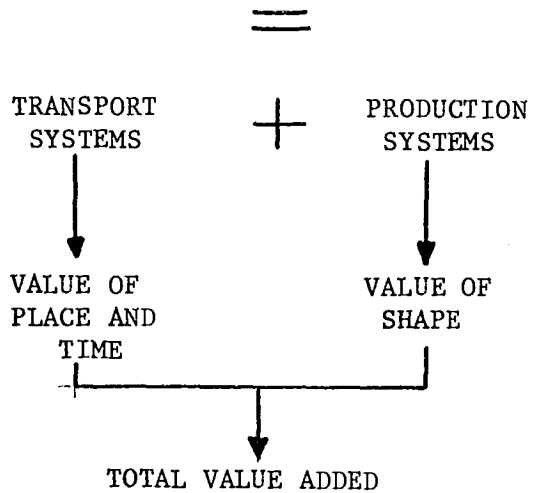 =
TRANSPORT
SYSTEMS
+
PRODUCTION
SYSTEMS
VALUE OF
PLACE AND
TIME
VALUE OF
SHAPE
TOTAL VALUE ADDED